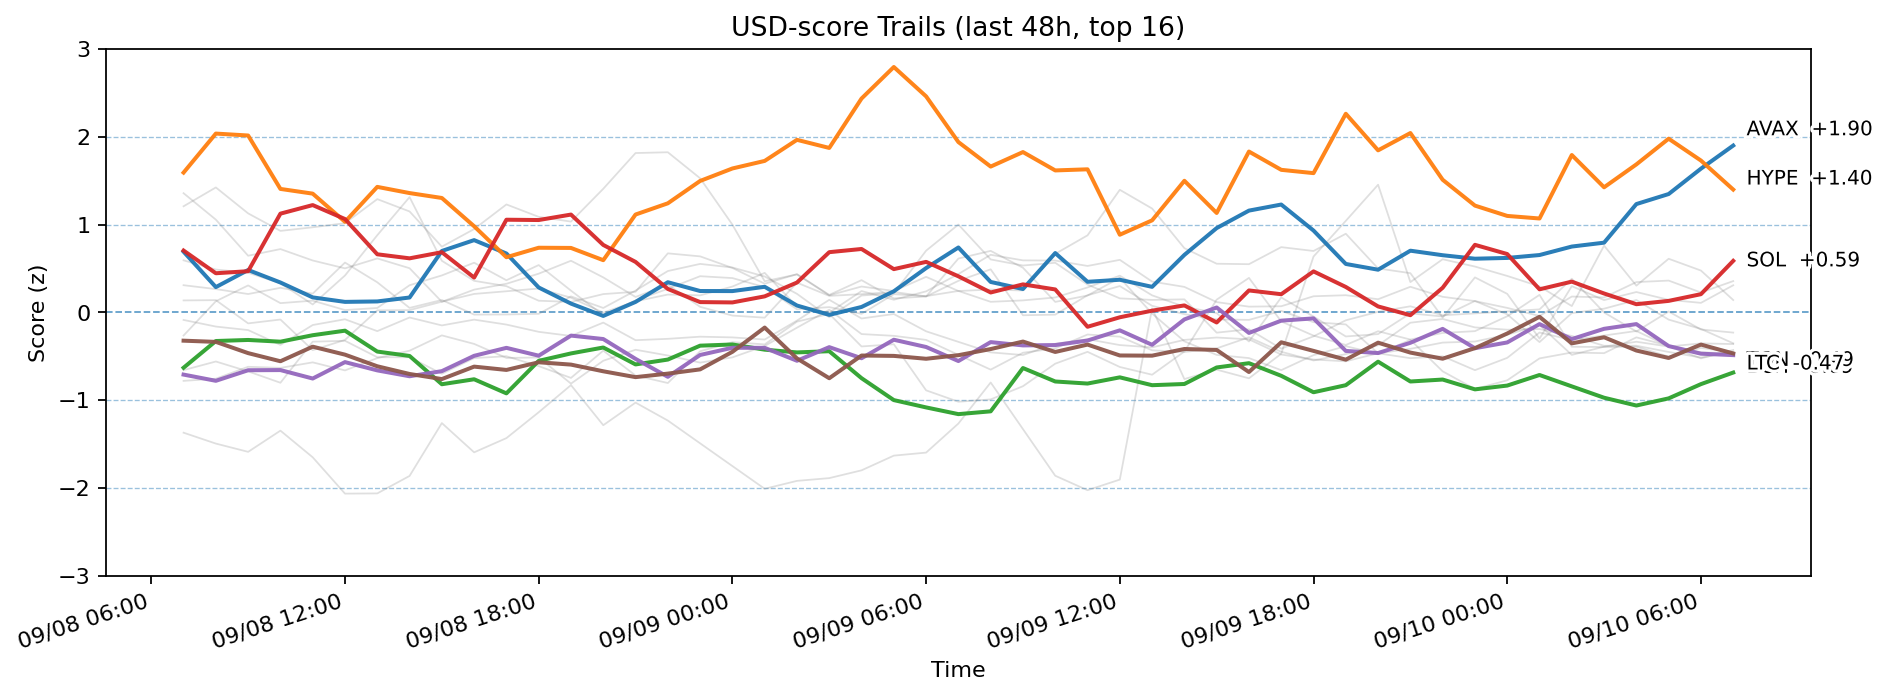 USD-score Trails (last 48h, top 16)
3
2
1
0
−1
−2
−3
Score (z)
AVAX +1.90
HYPE +1.40
SOL +0.59
LTC -0.47
09/08 06:00
09/08 12:00
09/08 18:00
09/09 00:00
09/09 06:00
09/09 12:00
09/09 18:00
09/10 00:00
09/10 06:00
Time